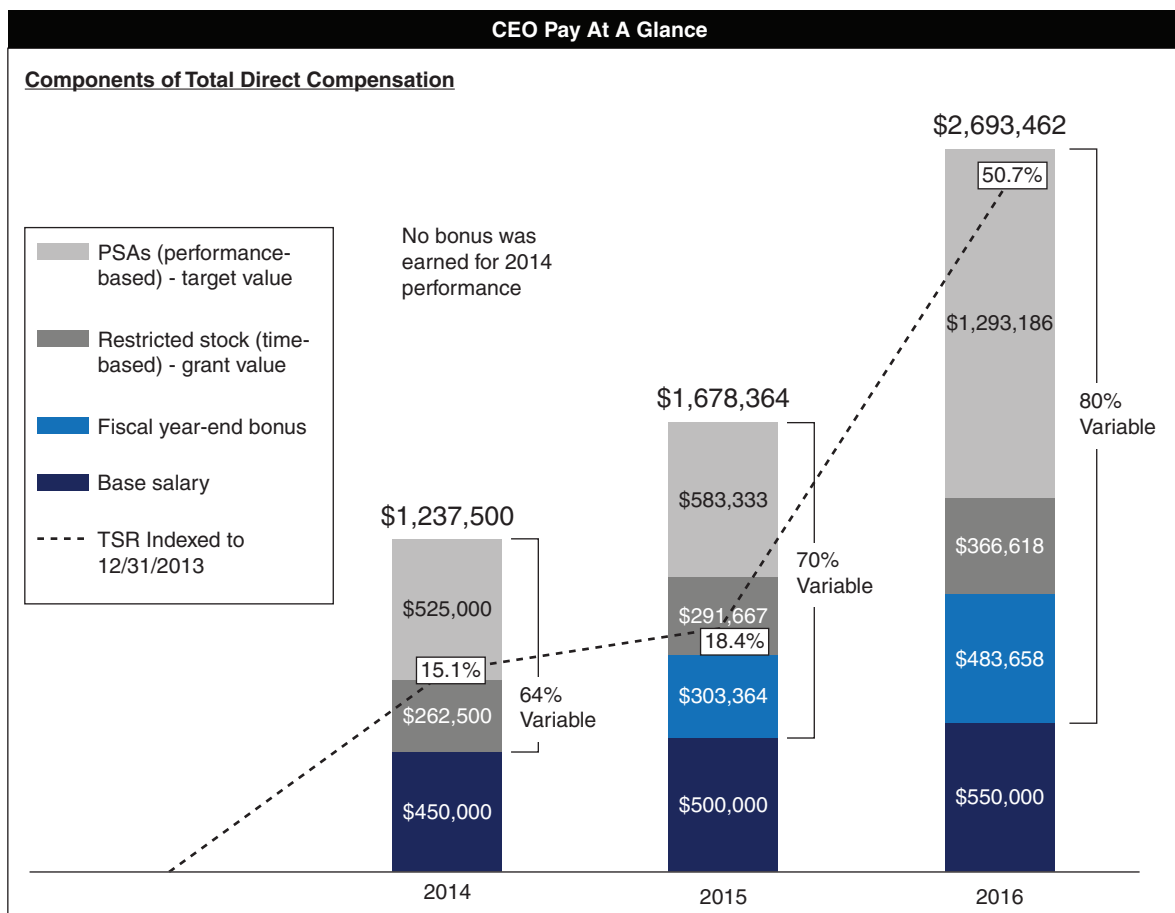 CEO Pay At A Glance
Components of Total Direct Compensation
PSAs (performance-
based) - target value
Restricted stock (time-
based) - grant value
Fiscal year-end bonus
Base salary
TSR Indexed to
12/31/2013
No bonus was
earned for 2014
performance
$1,237,500
$525,000
15.1%
$262,500
$450,000
64%
Variable
$1,678,364
$583,333
$291,667
18.4%
$303,364
$500,000
70%
Variable
$2,693,462
50.7%
$1,293,186
$366,618
$483,658
$550,000
80%
Variable
2014
2015
2016